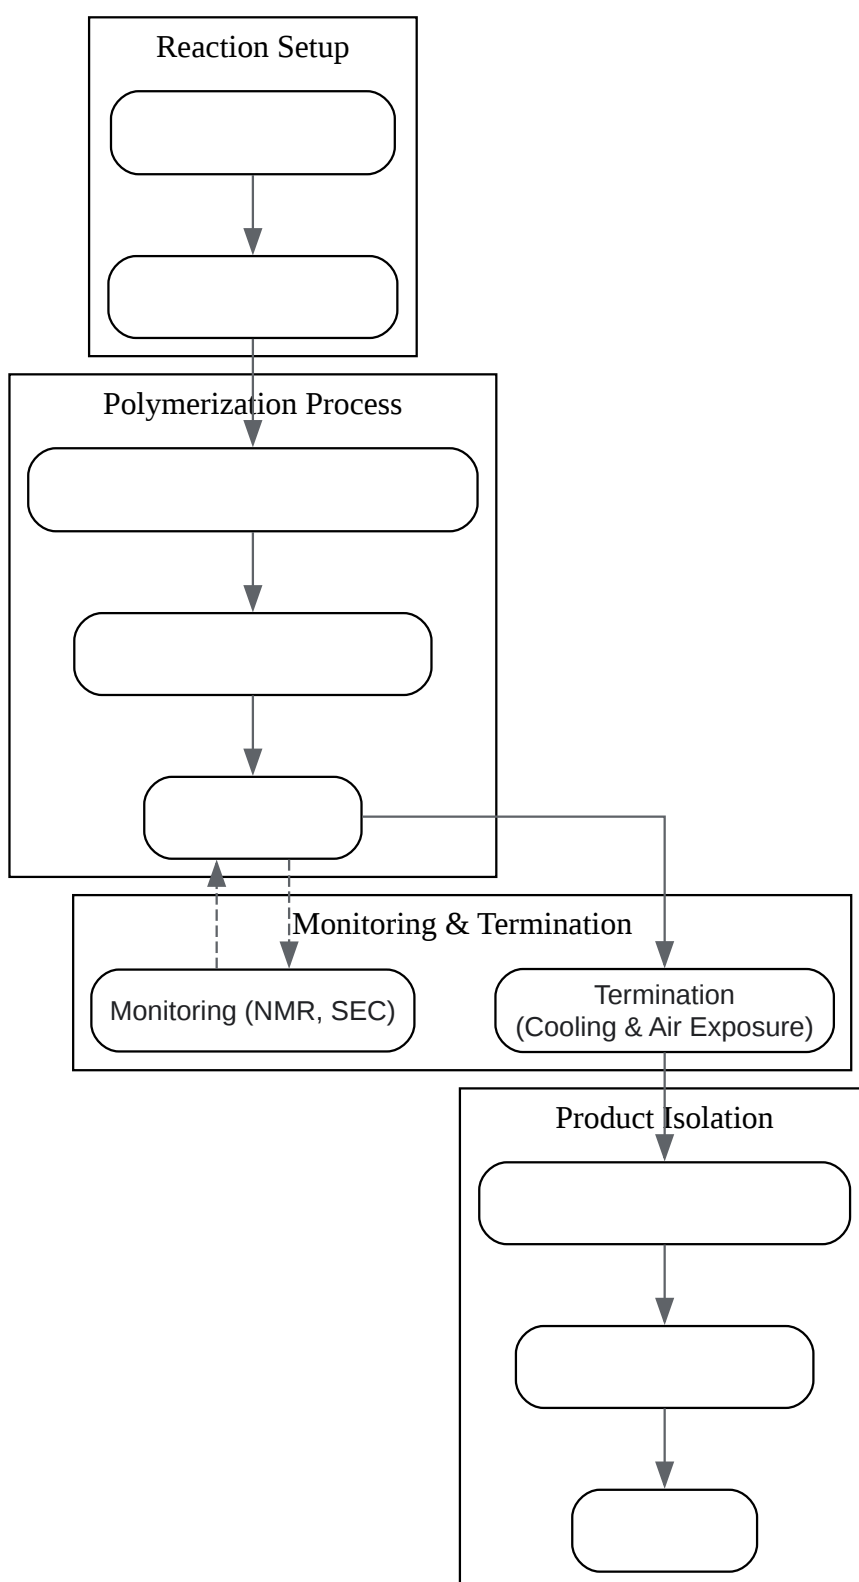 Reaction Setup
Polymerization Process
Monitoring & Termination
Monitoring (NMR, SEC)
Termination
(Cooling & Air Exposure)
Product Isolation